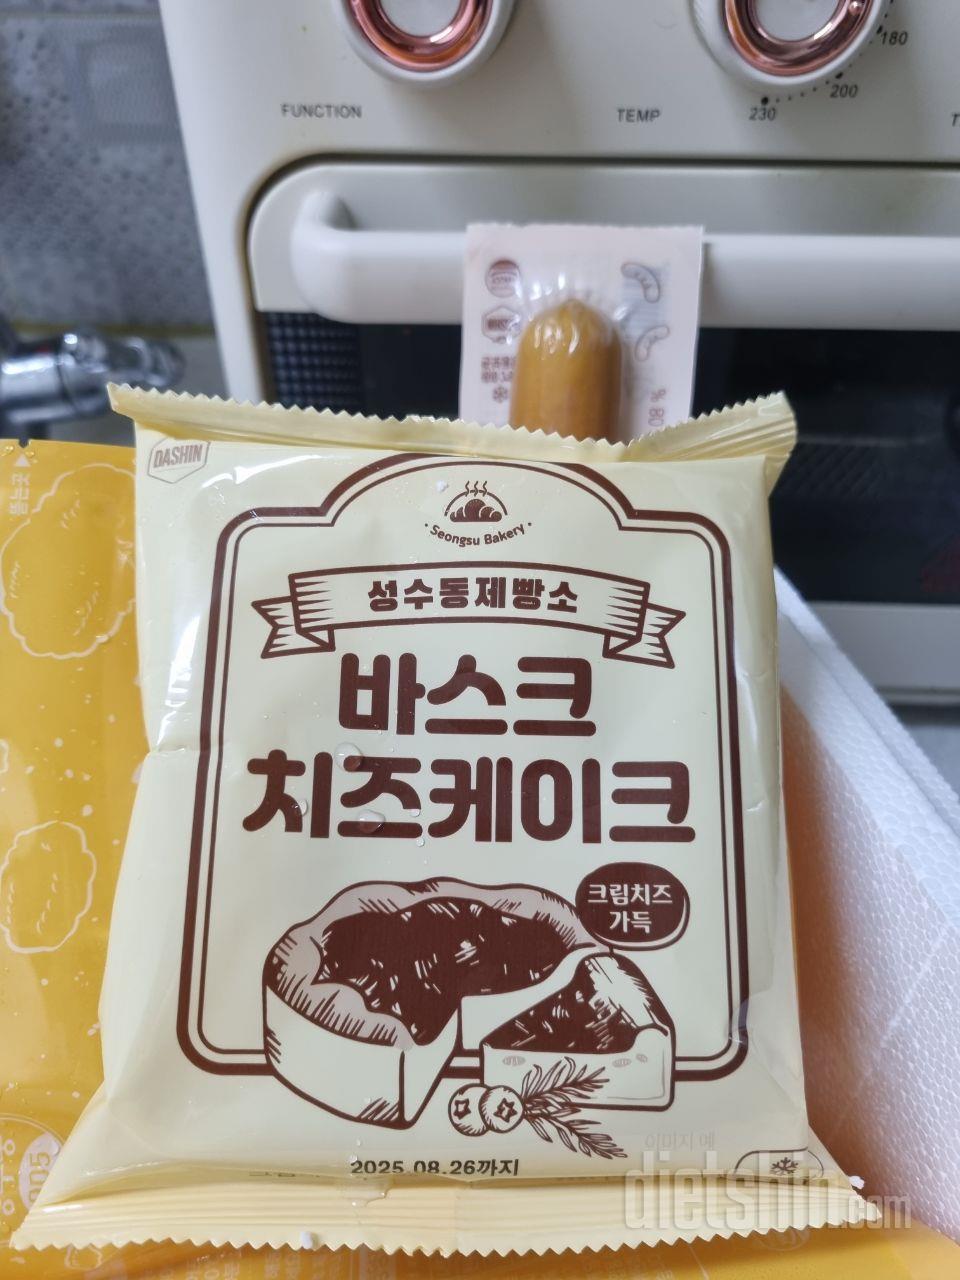 FUNCTION
TEMP
180
200
230
% 08
DASHIN
Seongsu Bakery
성수동제빵소
바스크
치즈케이크
크림치즈
가득
이미지 예
2025.08.26까지
dietshin.com